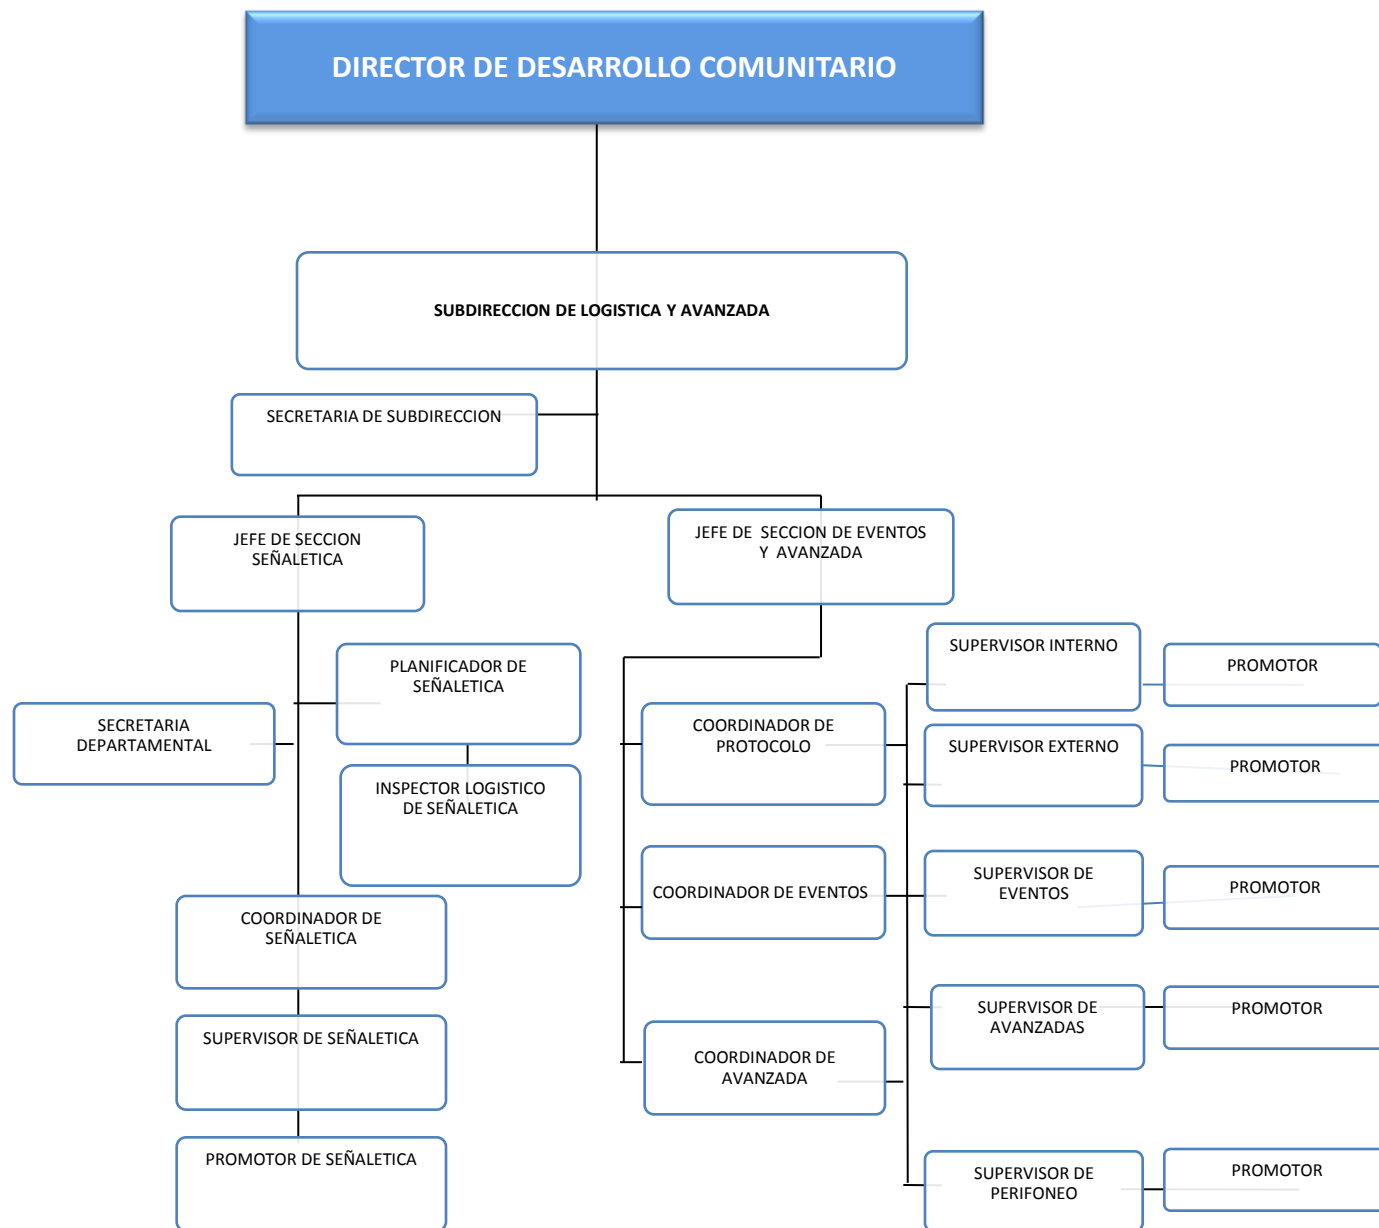 DIRECTOR DE DESARROLLO COMUNITARIO
SUBDIRECCION DE LOGISTICA Y AVANZADA
SECRETARIA DE SUBDIRECCION
JEFE DE SECCION
SEÑALETICA
JEFE DE SECCION DE EVENTOS
Y AVANZADA
PLANIFICADOR DE
SEÑALETICA
SECRETARIA
DEPARTAMENTAL
INSPECTOR LOGISTICO
DE SEÑALETICA
COORDINADOR DE
SEÑALETICA
SUPERVISOR DE SEÑALETICA
PROMOTOR DE SEÑALETICA
COORDINADOR DE
PROTOCOLO
COORDINADOR DE EVENTOS
COORDINADOR DE
AVANZADA
SUPERVISOR INTERNO
PROMOTOR
SUPERVISOR EXTERNO
PROMOTOR
SUPERVISOR DE
EVENTOS
PROMOTOR
SUPERVISOR DE
AVANZADAS
PROMOTOR
SUPERVISOR DE
PERIFONEO
PROMOTOR